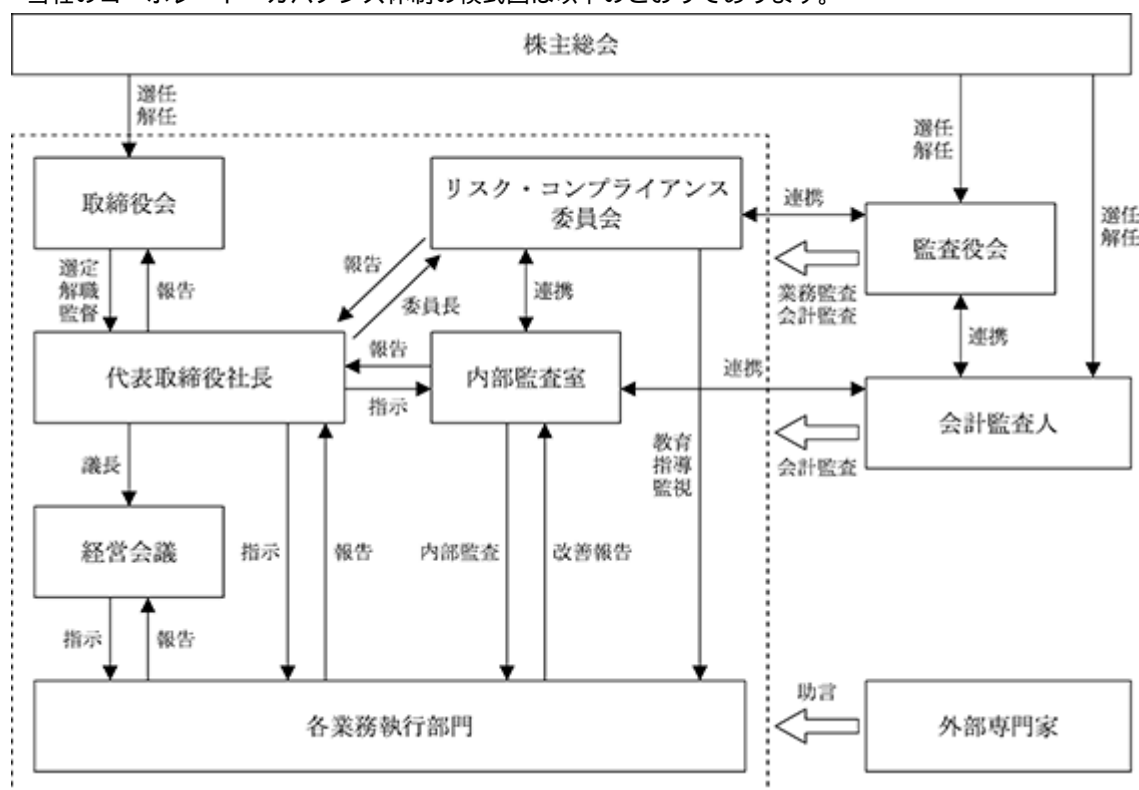 当社のコーポレート・ガバナンス体制の模式図は以下のとおりであります。
株主総会
選任
解任
選任
解任
選任
解任
取締役会
リスク・コンプライアンス
委員会
連携
監査役会
選定
解職
監督
報告
報告
委員長
連携
業務監査
会計監査
連携
代表取締役社長
報告
指示
内部監査室
連携
会計監査人
会計監査
議長
教育
指導
監視
経営会議
指示
報告
内部監査
改善報告
指示
報告
各業務執行部門
助言
外部専門家